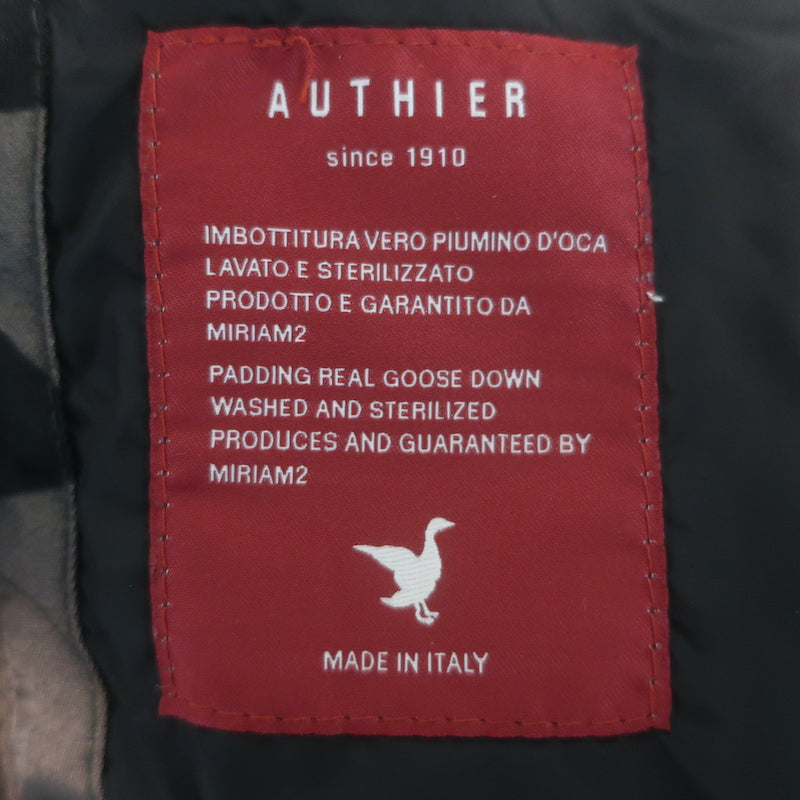 AUTHIER
since 1910
IMBOTTITURA VERO PIUMINO D'OCA
LAVATO E STERILIZZATO
PRODOTTO E GARANTITO DA
MIRIAM2
PADDING REAL GOOSE DOWN
WASHED AND STERILIZED
PRODUCES AND GUARANTEED BY
MIRIAM2
MADE IN ITALY